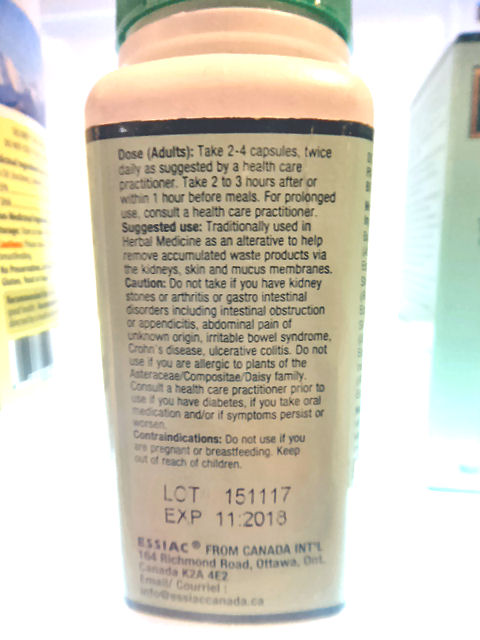 Dose (Adults): Take 2-4 capsules, twice
daily as suggested by a health care
practitioner. Take 2 to 3 hours after or
within 1 hour before meals. For prolonged
use, consult a health care practitioner.
Suggested use: Traditionally used in
Herbal Medicine as an alterative to help
remove accumulated waste products via
the kidneys, skin and mucus membranes.
Caution: Do not take if you have kidney
stones or arthritis or gastro intestinal
disorders including intestinal obstruction
or appendicitis, abdominal pain of
unknown origin, irritable bowel syndrome,
Crohn's disease, ulcerative colitis. Do not
use if you are allergic to plants of the
Asteraceae/Compositae/Daisy family.
Consult a health care practitioner prior to
use if you have diabetes, if you take oral
medication and/or if symptoms persist or
worsen.
Contraindications: Do not use if you
are pregnant or breastfeeding. Keep
out of reach of children.
LOT 151117
EXP 11:2018
ESSIAC® FROM CANADA INT'L
164 Richmond Road, Ottawa, Ont.
Canada K2A 4E2
Email/ Courriel :
info@essiaccanada.ca